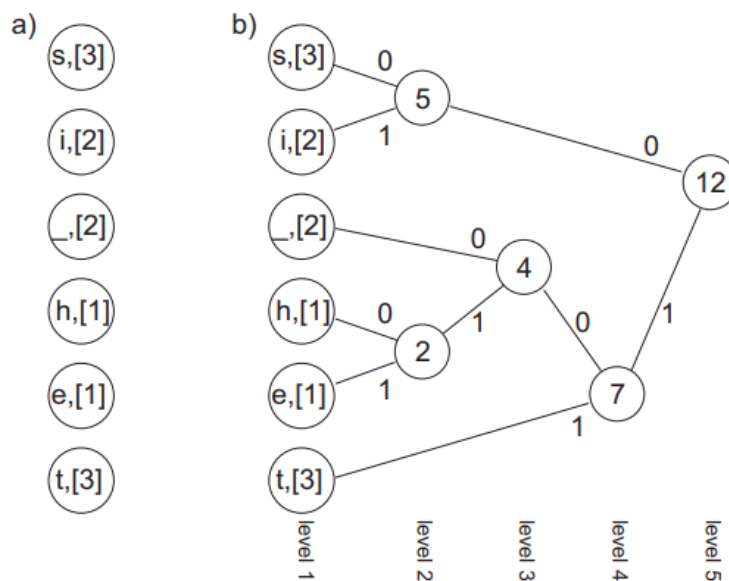 a)
s,[3]
i,[2]
_,[2]
h,[1]
e,[1]
t,[3]
b)
s,[3]
0
5
i,[2]
1
0
12
_,[2]
0
4
h,[1]
0
1
0
1
2
e,[1]
1
7
1
t,[3]
level 1
level 2
level 3
level 4
level 5